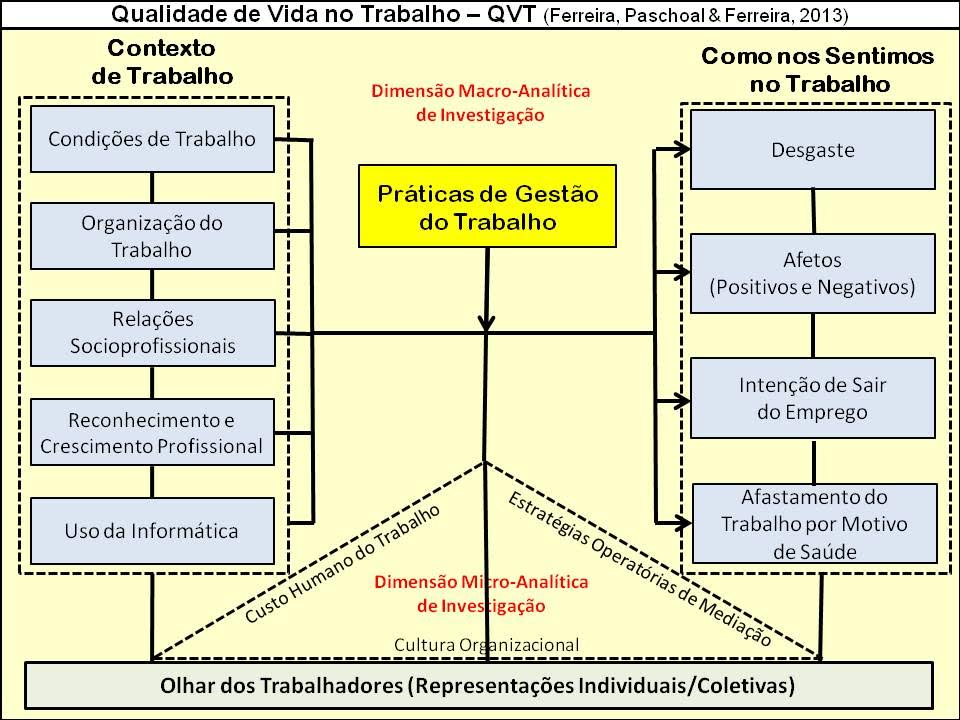 Qualidade de Vida no Trabalho – QVT (Ferreira, Paschoal & Ferreira, 2013)
Contexto
de Trabalho
Condições de Trabalho
Organização do
Trabalho
Relações
Socioprofissionais
Reconhecimento e
Crescimento Profissional
Uso da Informática
Dimensão Macro-Analítica
de Investigação
Práticas de Gestão
do Trabalho
Como nos Sentimos
no Trabalho
Desgaste
Afetos
(Positivos e Negativos)
Intenção de Sair
do Emprego
Afastamento do
Trabalho por Motivo
de Saúde
Custo Humano do Trabalho
Estratégias Operatórias de Mediação
Dimensão Micro-Analítica
de Investigação
Cultura Organizacional
Olhar dos Trabalhadores (Representações Individuais/Coletivas)